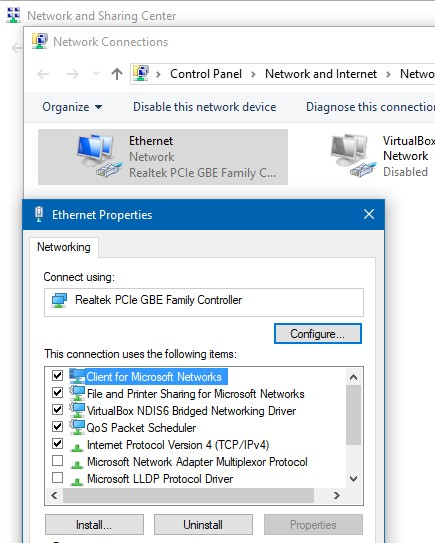 Network and Sharing Center
Network Connections
Control Panel > Network and Internet > Netwo
Organize Disable this network device Diagnose this connection
Ethernet
Network
Realtek PCIe GBE Family C...
VirtualBox
Network
Disabled
Ethernet Properties
Networking
Connect using:
Realtek PCIe GBE Family Controller
Configure...
This connection uses the following items:
Client for Microsoft Networks
File and Printer Sharing for Microsoft Networks
VirtualBox NDIS6 Bridged Networking Driver
QoS Packet Scheduler
Internet Protocol Version 4 (TCP/IPv4)
Microsoft Network Adapter Multiplexor Protocol
Microsoft LLDP Protocol Driver
Install... Uninstall Properties